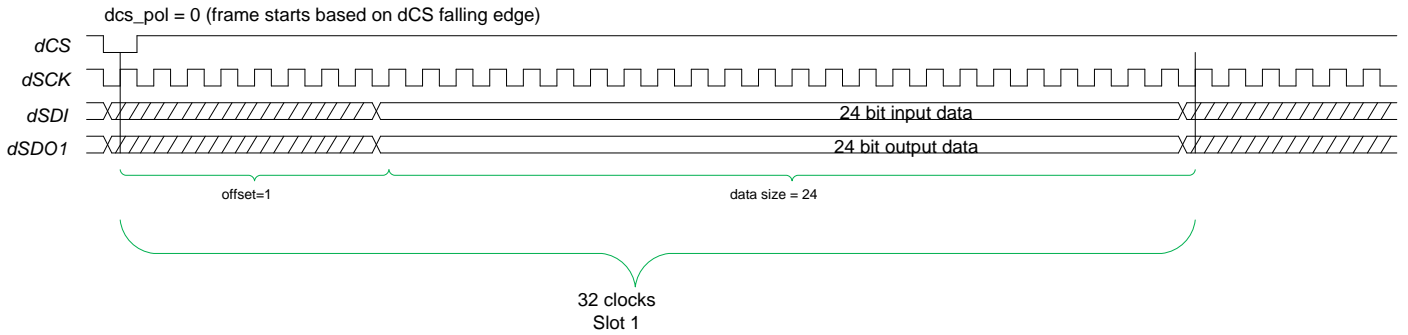 dcs_pol = 0 (frame starts based on dCS falling edge)
dCS
dSCK
dSDI
24 bit input data
dSDO1
24 bit output data
offset=1
data size = 24
32 clocks
Slot 1